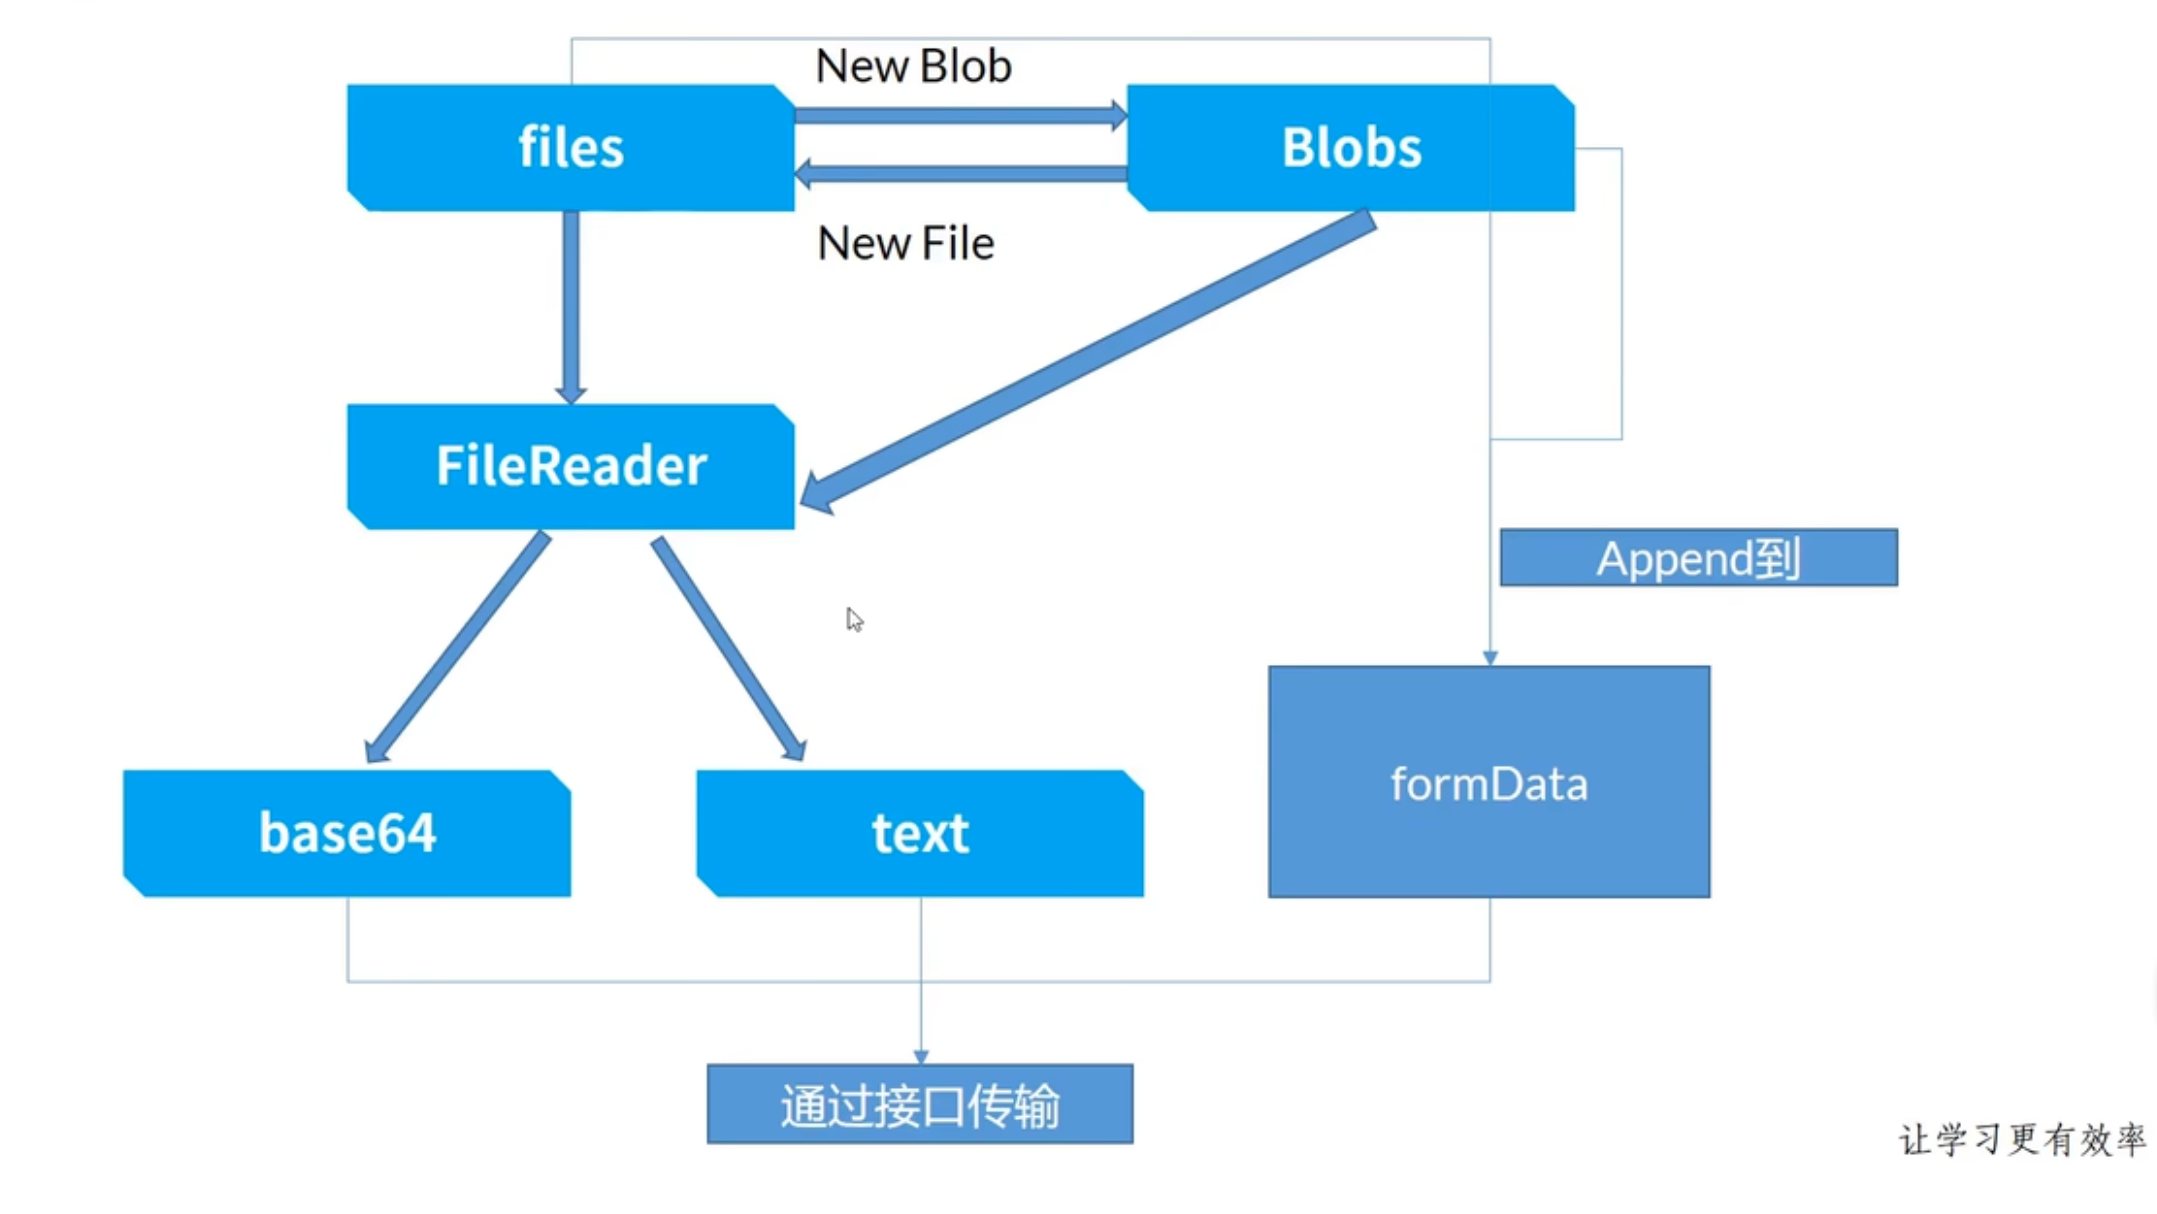 New Blob
files
Blobs
New File
FileReader
Append到
base64
text
formData
通过接口传输
让学习更有效率